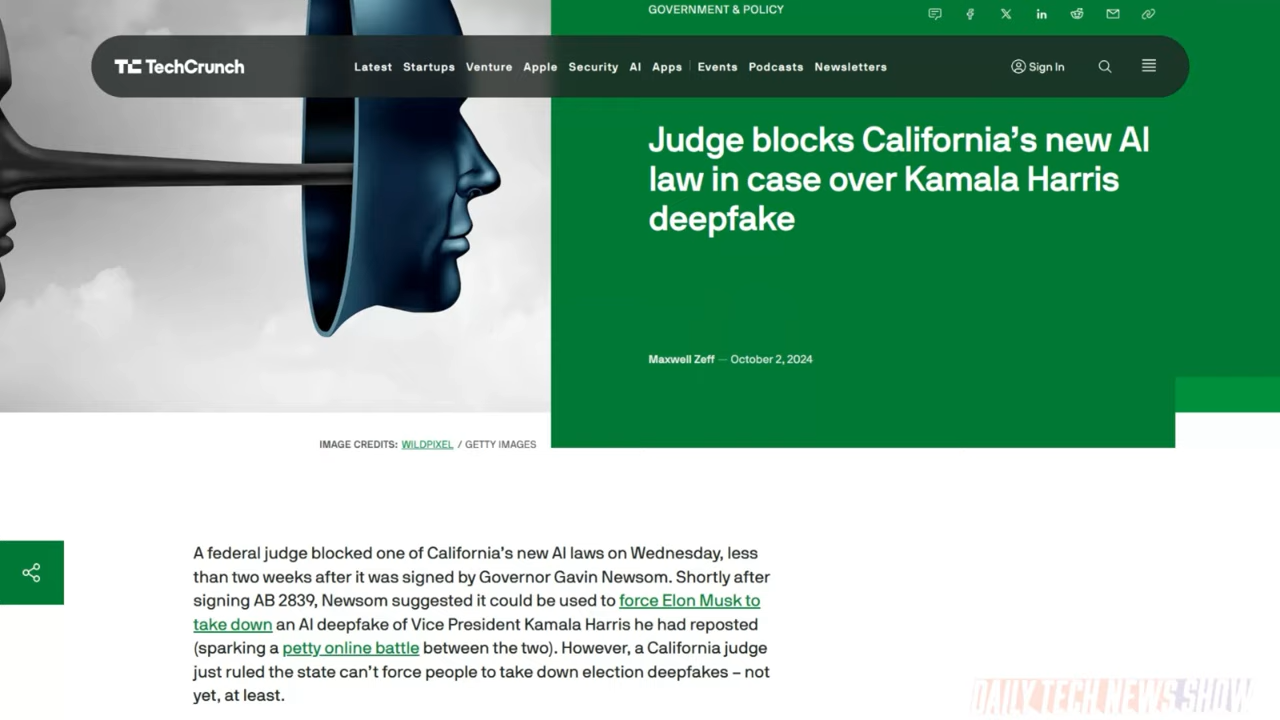 GOVERNMENT & POLICY
TechCrunch
Latest Startups Venture Apple Security AI Apps Events Podcasts Newsletters
Sign In
Judge blocks California’s new AI
law in case over Kamala Harris
deepfake
Maxwell Zeff — October 2, 2024
IMAGE CREDITS: WILDPIXEL / GETTY IMAGES
A federal judge blocked one of California’s new AI laws on Wednesday, less
than two weeks after it was signed by Governor Gavin Newsom. Shortly after
signing AB 2839, Newsom suggested it could be used to force Elon Musk to
take down an AI deepfake of Vice President Kamala Harris he had reposted
(sparking a petty online battle between the two). However, a California judge
just ruled the state can’t force people to take down election deepfakes – not
yet, at least.
DAILY TECH NEWS SHOW